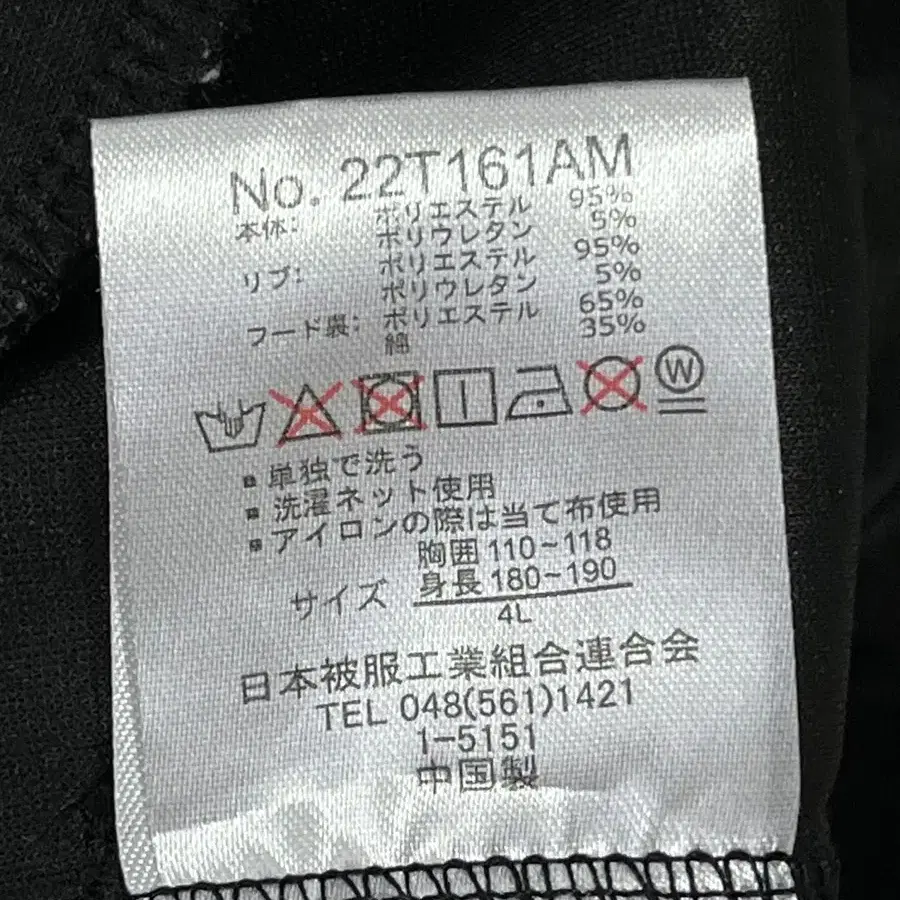 No. 22T161AM
本体: ポリエステル 95%
ポリウレタン 5%
リブ: ポリエステル 95%
ポリウレタン 5%
フード裏: ポリエステル 65%
綿 35%
W
▪ 単独で洗う
▪ 洗濯ネット使用
▪ アイロンの際は当て布使用
サイズ
胸囲 110~118
身長 180~190
4L
日本被服工業組合連合会
TEL 048(561)1421
1-5151
中国製